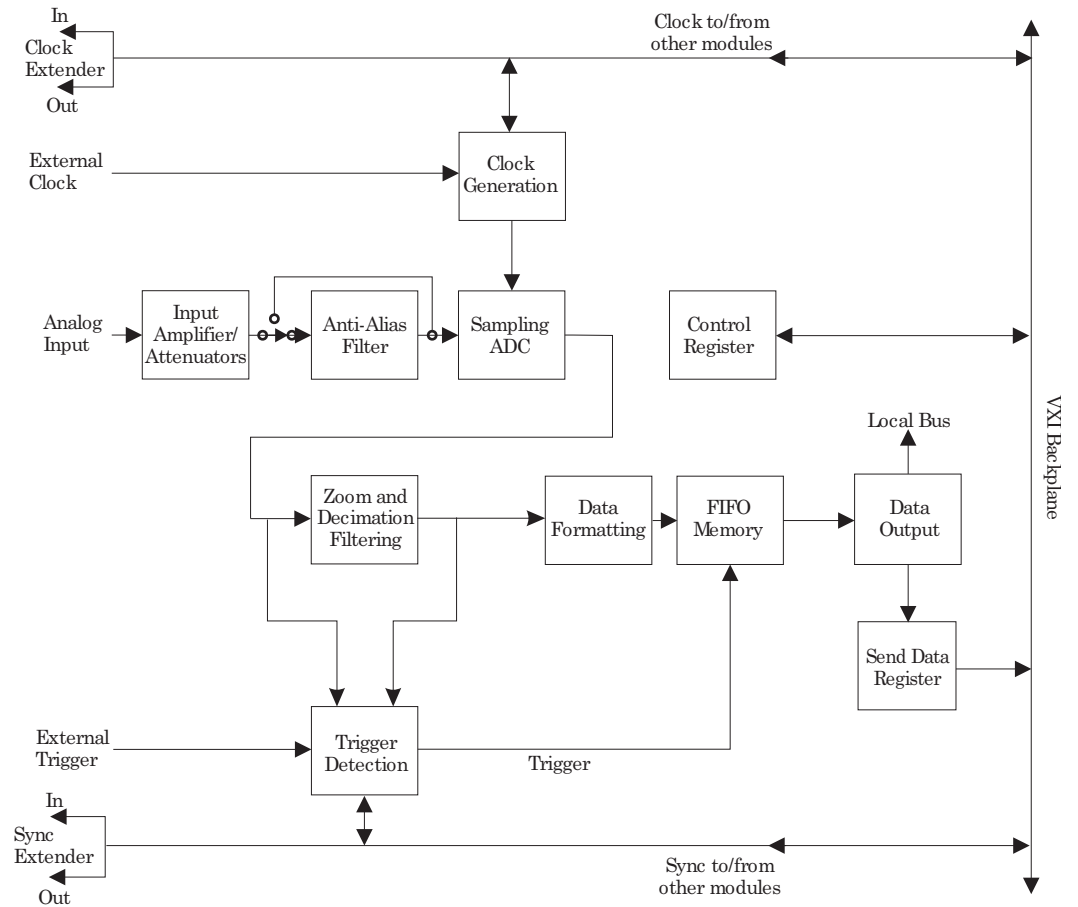 In
Clock
Extender
Out
Clock to/from
other modules
External
Clock
Clock
Generation
Analog
Input
Input
Amplifier/
Attenuators
Anti-Alias
Filter
Sampling
ADC
Control
Register
VXI Backplane
Local Bus
Zoom and
Decimation
Filtering
Data
Formatting
FIFO
Memory
Data
Output
Send Data
Register
External
Trigger
Trigger
Detection
Trigger
In
Sync
Extender
Out
Sync to/from
other modules